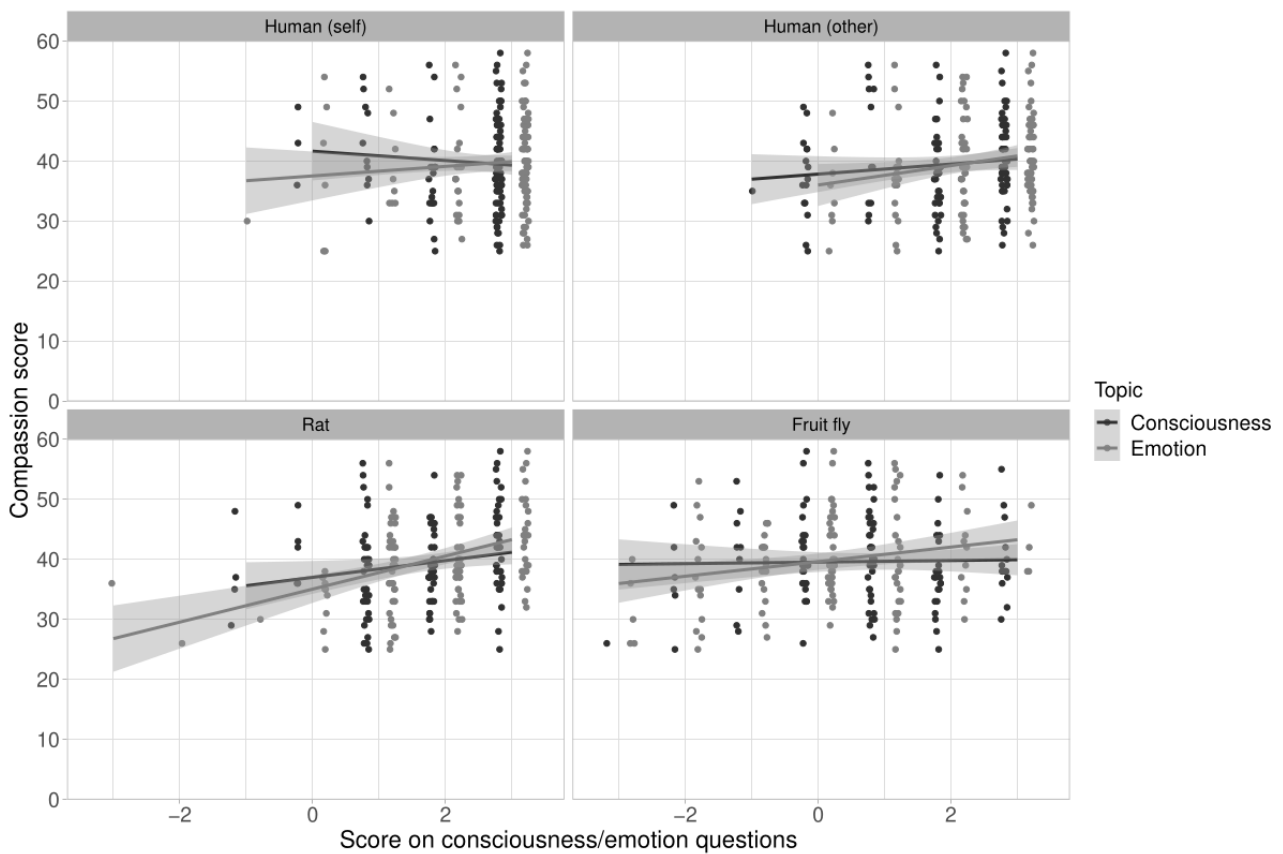 Human (self)
Human (other)
60
50
40
30
20
10
0
Compassion score
Rat
Fruit fly
60
50
40
30
20
10
0
−2
0
2
−2
0
2
Score on consciousness/emotion questions
Topic
Consciousness
Emotion